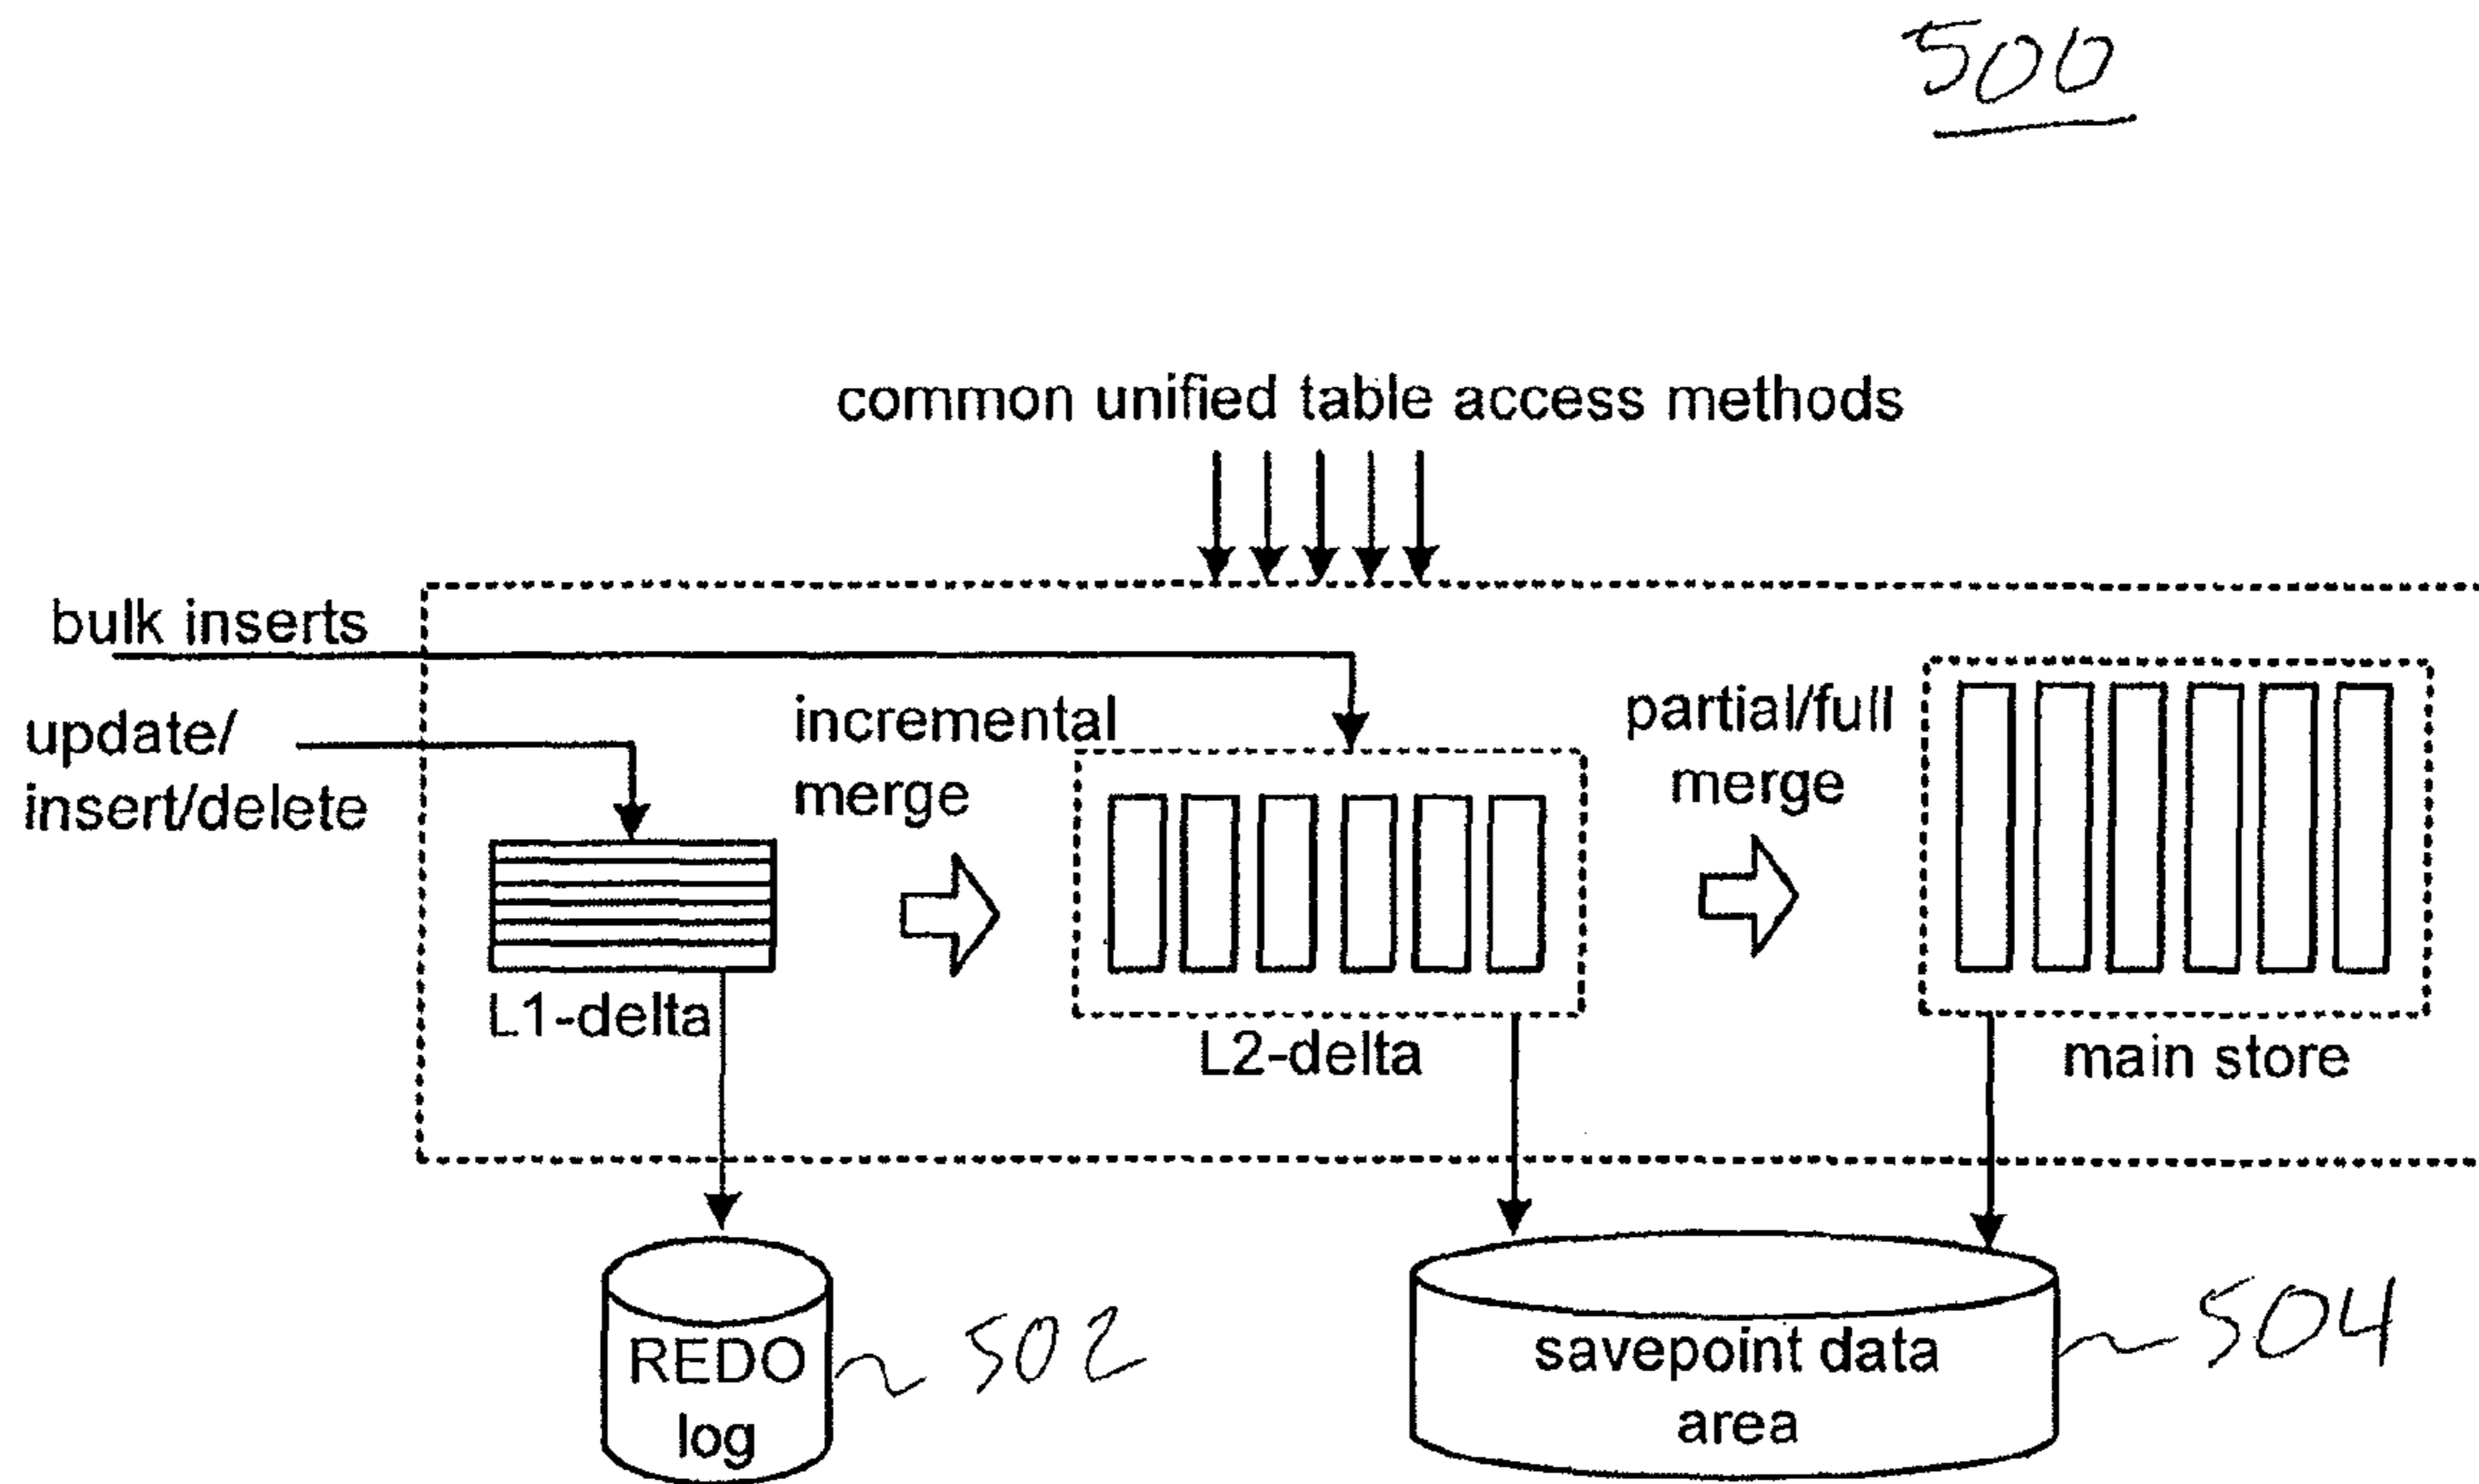 500
common unified table access methods
bulk inserts
update/
insert/delete
incremental
merge
partial/full
merge
L1-delta
L2-delta
main store
REDO
log
502
savepoint data
area
504